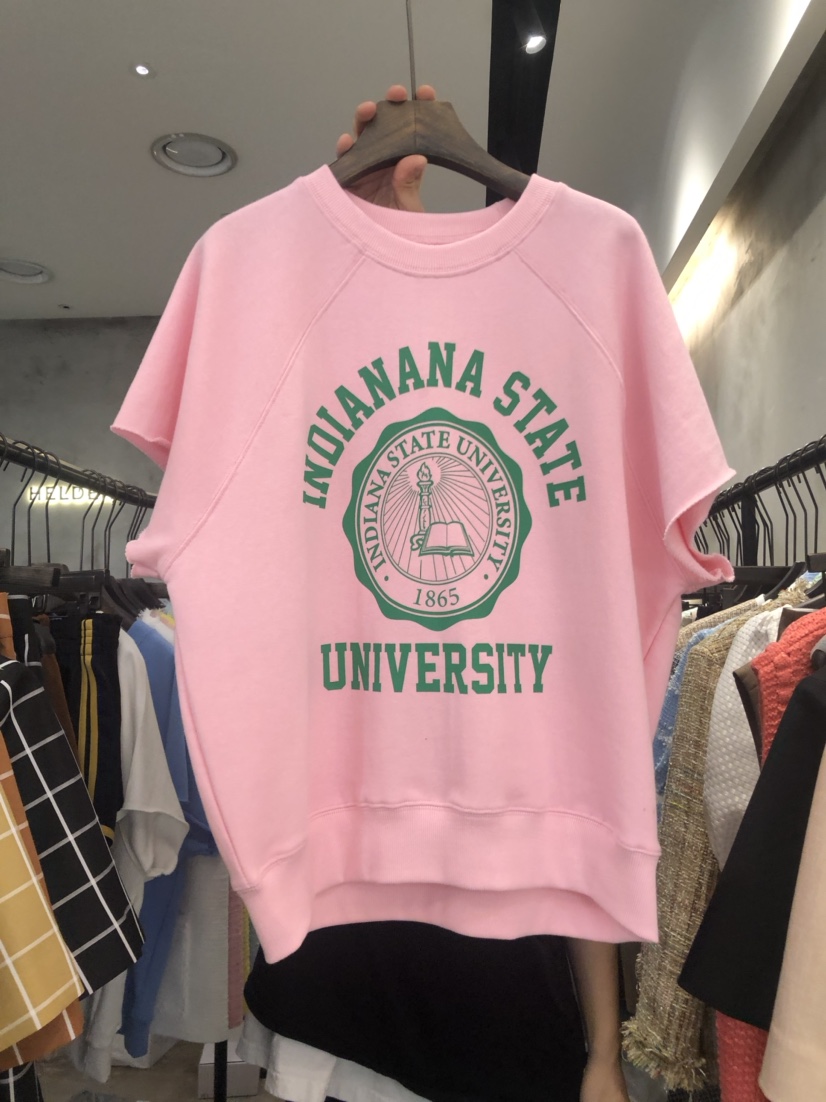 INDIANANA STATE
INDIANA STATE UNIVERSITY
1865
UNIVERSITY